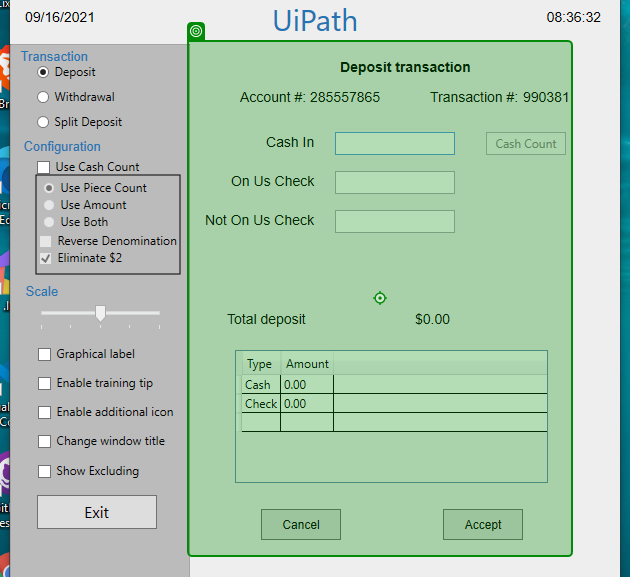 09/16/2021
UiPath
08:36:32
Transaction
Deposit
Withdrawal
Split Deposit
Configuration
Use Cash Count
Use Piece Count
Use Amount
Use Both
Reverse Denomination
Eliminate $2
Scale
Graphical label
Enable training tip
Enable additional icon
Change window title
Show Excluding
Exit
Deposit transaction
Account #: 285557865 Transaction #: 990381
Cash In
Cash Count
On Us Check
Not On Us Check
Total deposit $0.00
Type Amount
Cash 0.00
Check 0.00
Cancel Accept